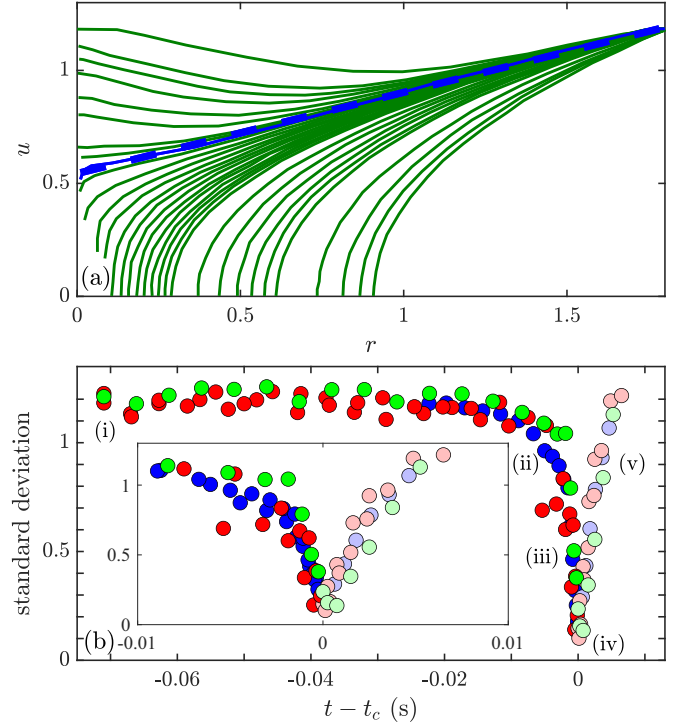 1
0.5
0
u
(a)
0 0.5 1 1.5
r
1
0.5
0
standard deviation
(i)
(ii)
(iii)
(iv)
(v)
1
0.5
0
-0.01 0 0.01
(b)
-0.06 -0.04 -0.02 0
t − t_c (s)